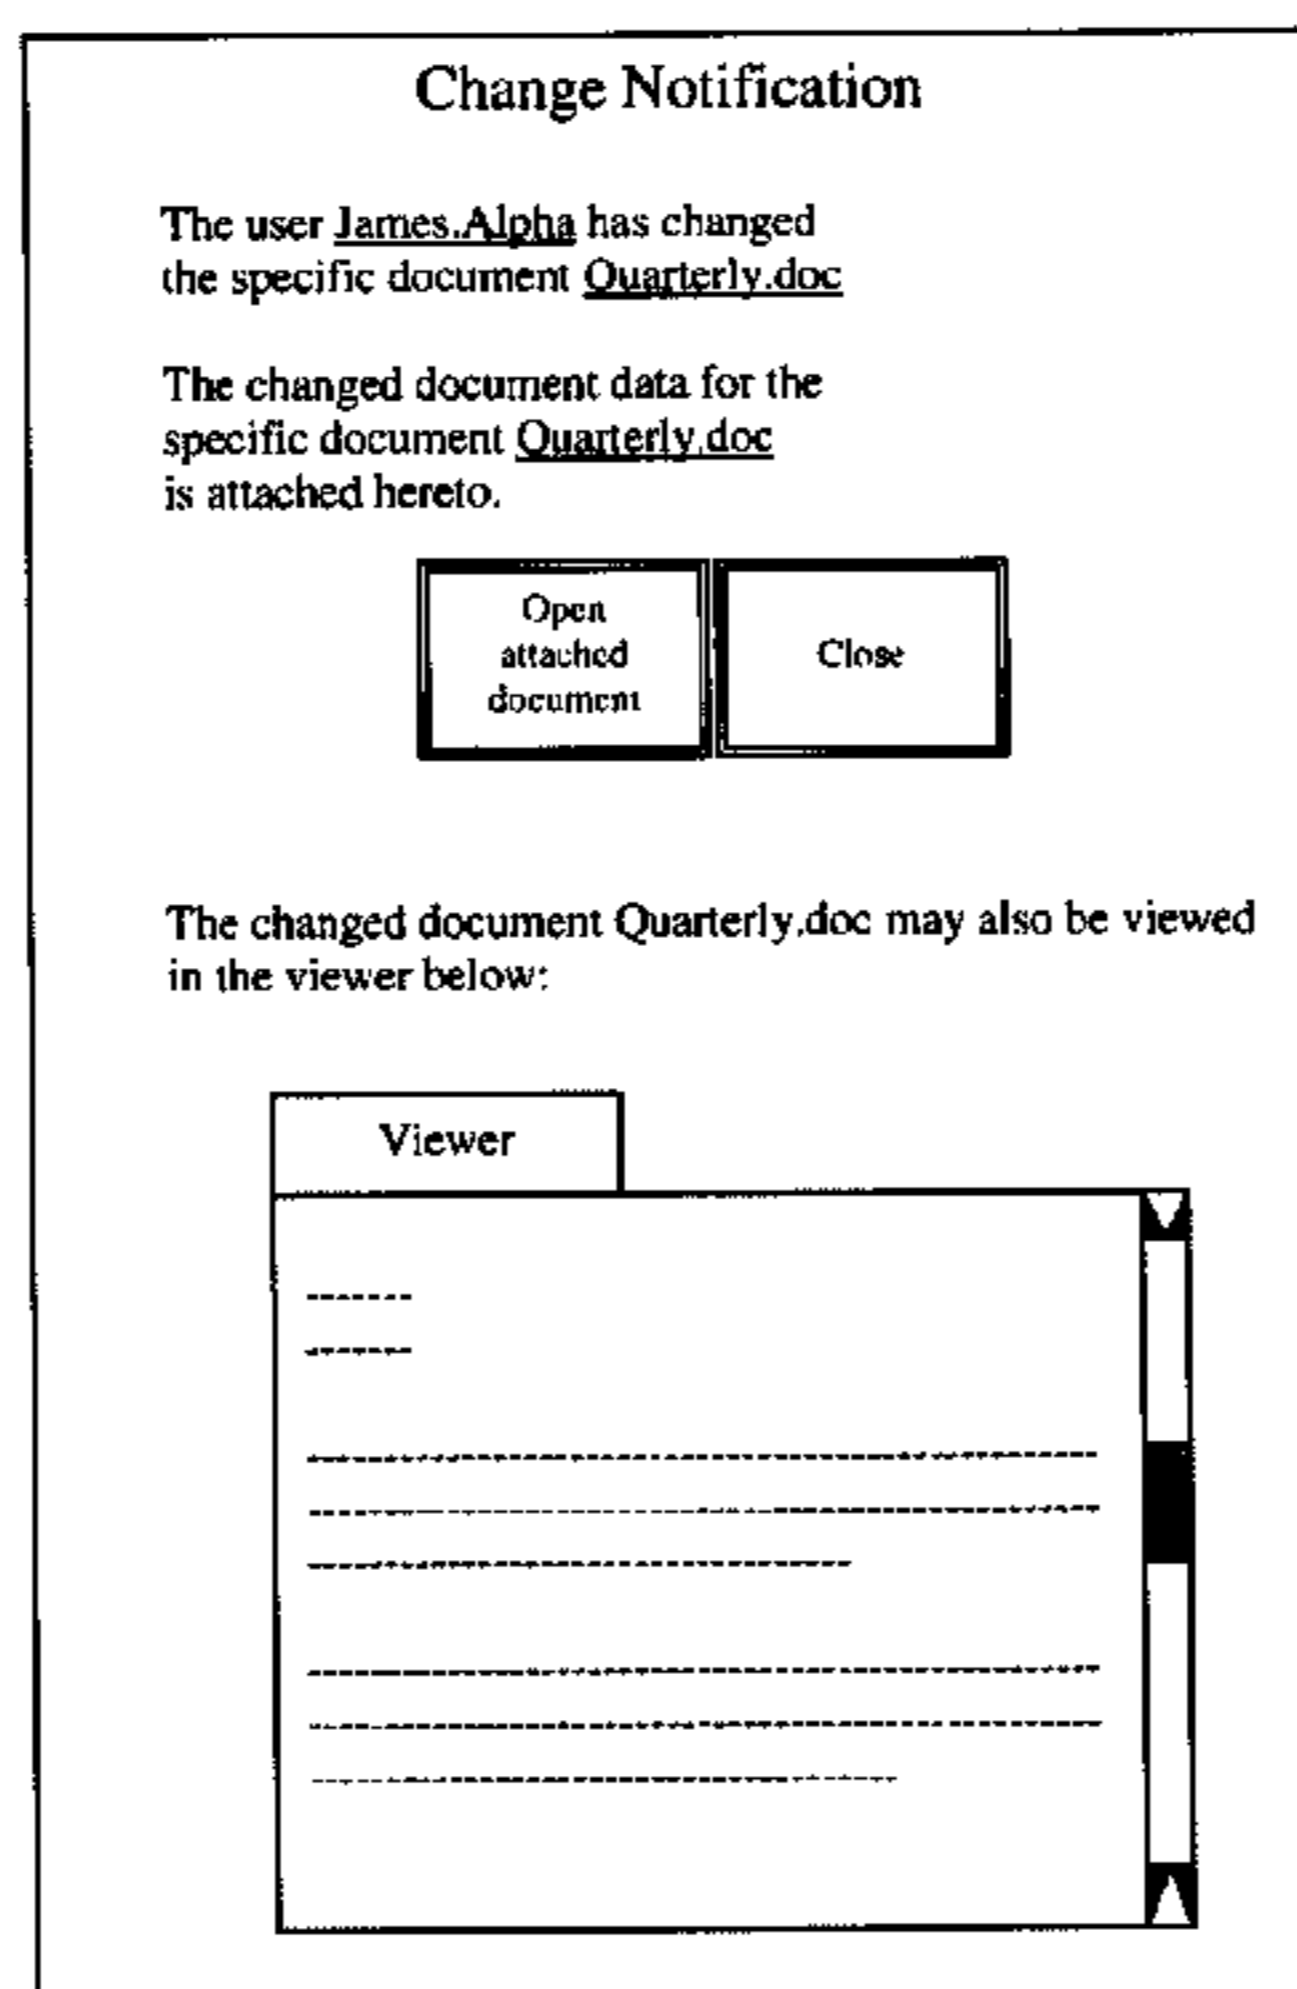 Change Notification
The user James.Alpha has changed
the specific document Quarterly.doc
The changed document data for the
specific document Quarterly.doc
is attached hereto.
Open
attached
document
Close
The changed document Quarterly.doc may also be viewed
in the viewer below:
Viewer